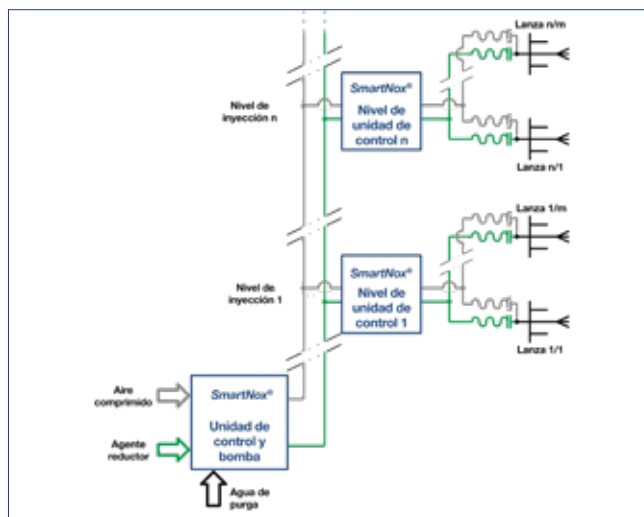 Lanza n/m
SmartNox®
Nivel de
unidad de
control n
Nivel de
inyección n
Lanza n/1
Lanza 1/m
SmartNox®
Nivel de
unidad de
control 1
Nivel de
inyección 1
Lanza 1/1
Aire
comprimido
SmartNox®
Unidad de
control y
bomba
Agente
reductor
Agua de
purga